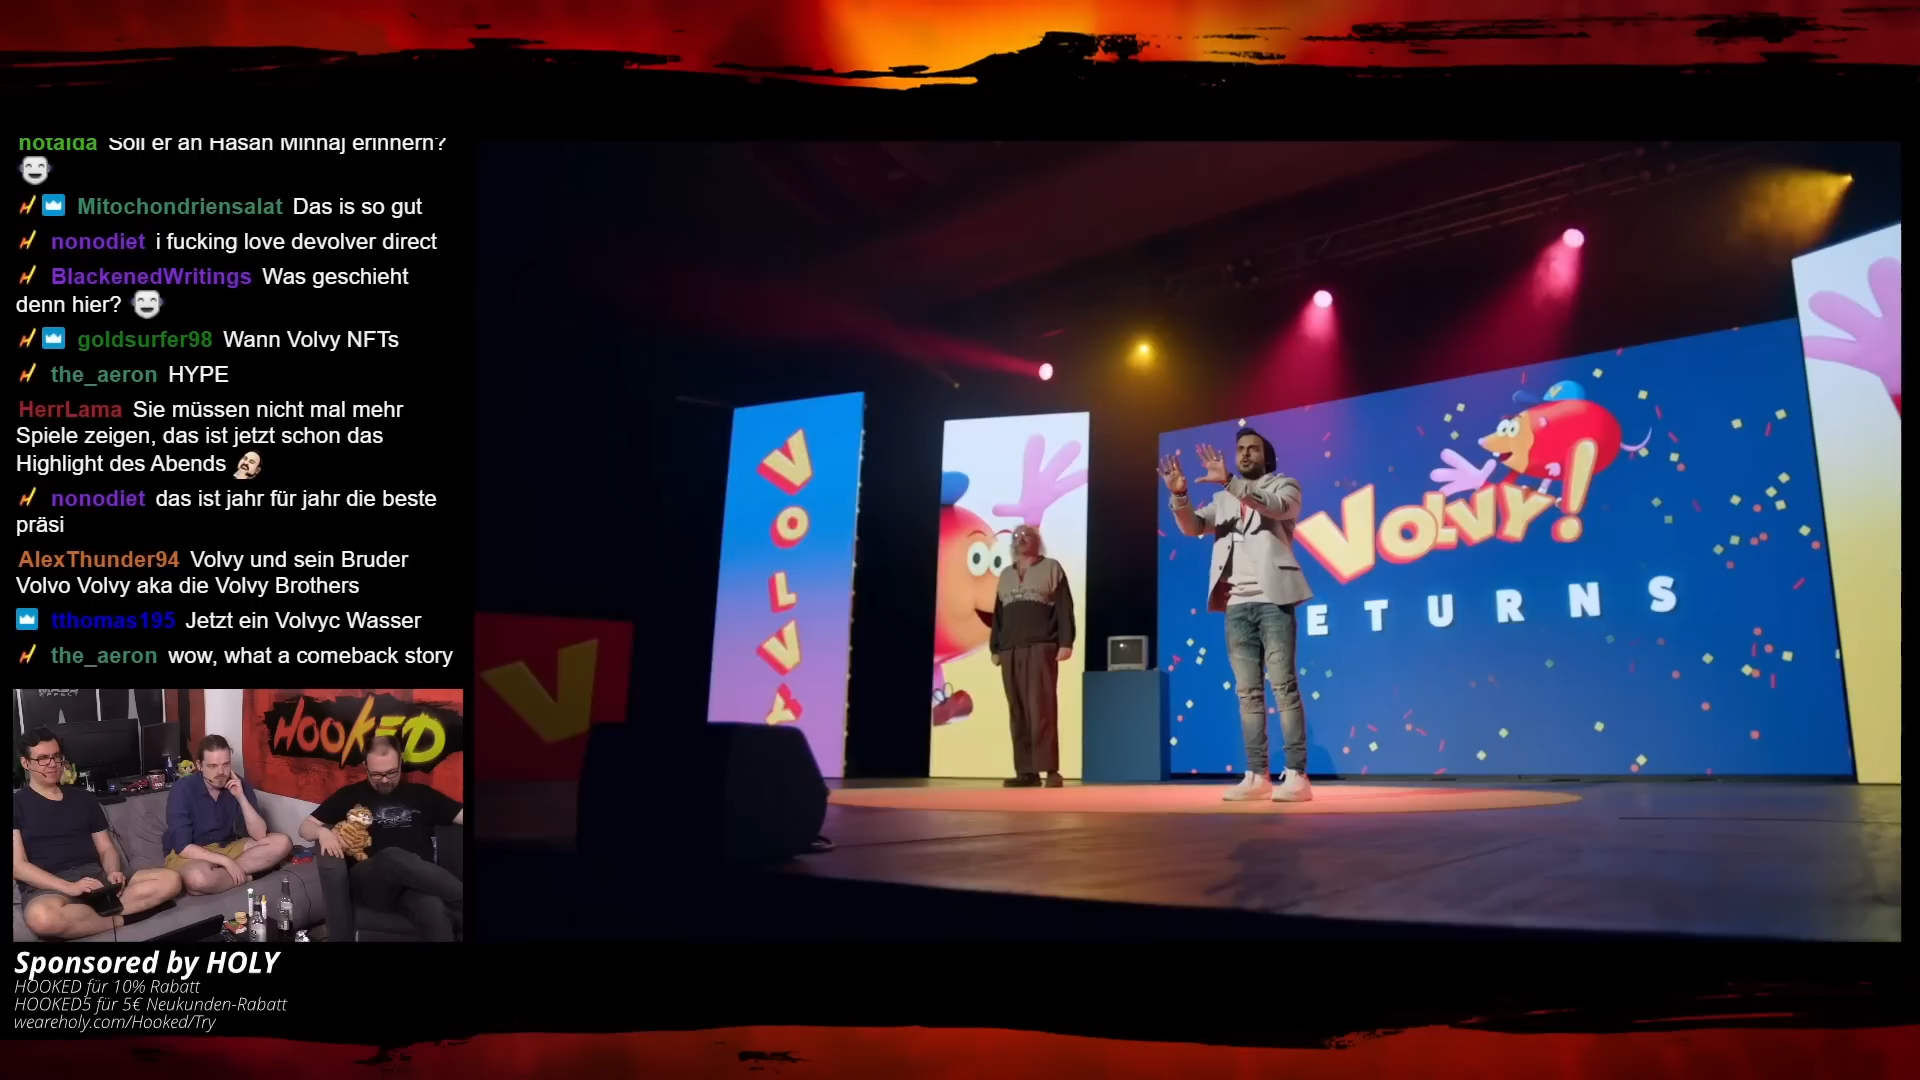 notaida Soll er an Hasan Minhaj erinnern?
Mitochondriensalat Das is so gut
nonodiet i fucking love devolver direct
BlackenedWritings Was geschieht
denn hier?
goldsurfer98 Wann Volvy NFTs
the_aeron HYPE
HerrLama Sie müssen nicht mal mehr
Spiele zeigen, das ist jetzt schon das
Highlight des Abends
nonodiet das ist jahr für jahr die beste
präsi
AlexThunder94 Volvy und sein Bruder
Volvo Volvy aka die Volvy Brothers
tthomas195 Jetzt ein Volvyc Wasser
the_aeron wow, what a comeback story
HOOKED
Sponsored by HOLY
HOOKED für 10% Rabatt
HOOKED5 für 5€ Neukunden-Rabatt
weareholy.com/Hooked/Try
V
VOLVY
VOLVY!
ETURNS